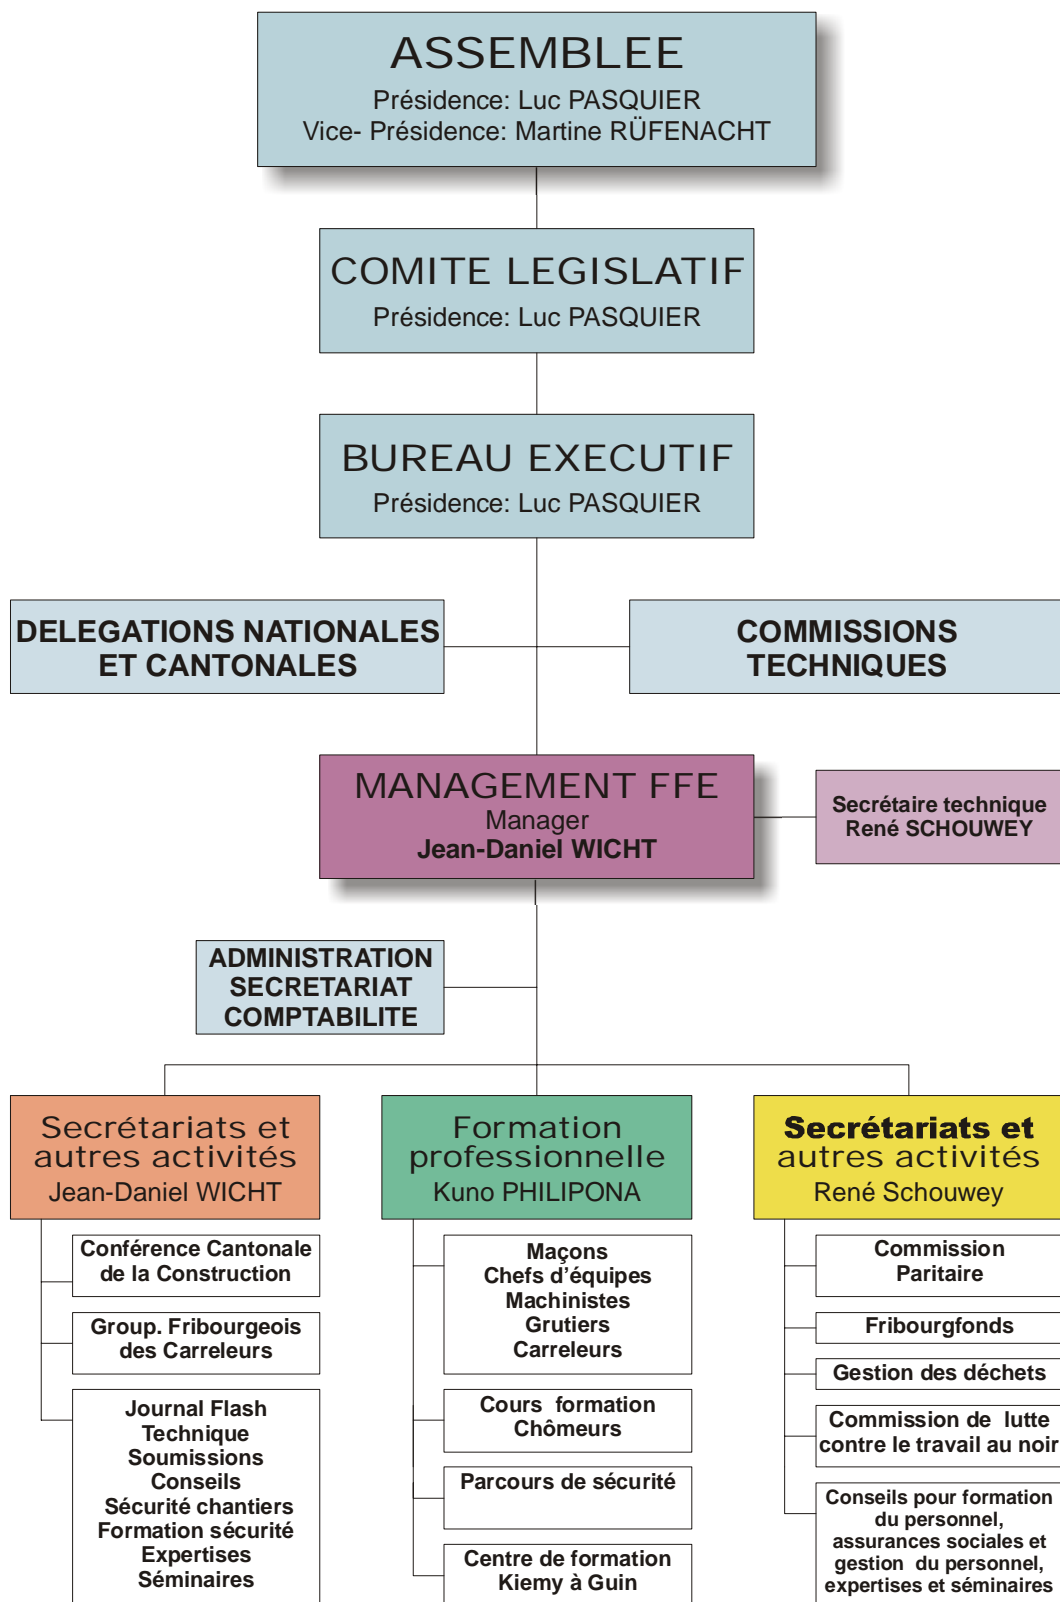 ASSEMBLEE
Présidence: Luc PASQUIER
Vice- Présidence: Martine RÜFENACHT
COMITE LEGISLATIF
Présidence: Luc PASQUIER
BUREAU EXECUTIF
Présidence: Luc PASQUIER
DELEGATIONS NATIONALES
ET CANTONALES
COMMISSIONS
TECHNIQUES
MANAGEMENT FFE
Manager
Jean-Daniel WICHT
Secrétaire technique
René SCHOUWEY
ADMINISTRATION
SECRETARIAT
COMPTABILITE
Secrétariats et
autres activités
Jean-Daniel WICHT
Conférence Cantonale
de la Construction
Group. Fribourgeois
des Carreleurs
Journal Flash
Technique
Soumissions
Conseils
Sécurité chantiers
Formation sécurité
Expertises
Séminaires
Formation
professionnelle
Kuno PHILIPONA
Maçons
Chefs d'équipes
Machinistes
Grutiers
Carreleurs
Cours formation
Chômeurs
Parcours de sécurité
Centre de formation
Kiemy à Guin
Secrétariats et
autres activités
René Schouwey
Commission
Paritaire
Fribourgfonds
Gestion des déchets
Commission de lutte
contre le travail au noir
Conseils pour formation
du personnel,
assurances sociales et
gestion du personnel,
expertises et séminaires